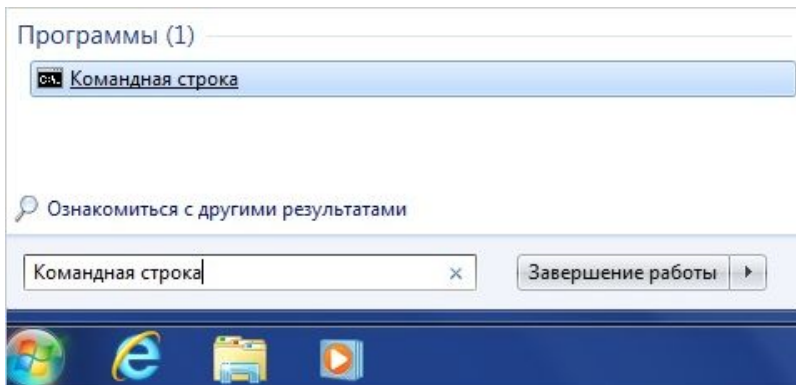 Программы (1)
C:\.
Командная строка
Ознакомиться с другими результатами
Командная строка
Завершение работы